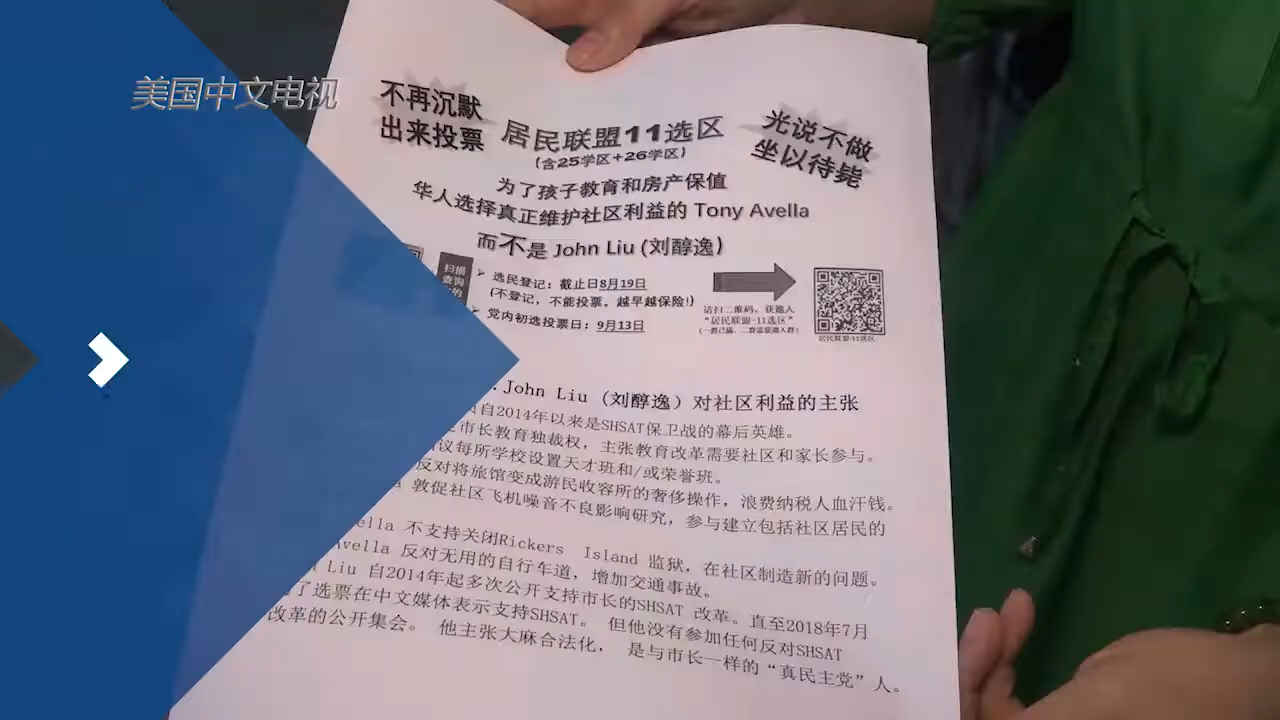 美国中文电视
不再沉默
出来投票
居民联盟11选区
(含25学区+26学区)
光说不做
坐以待毙
为了孩子教育和房产保值
华人选择真正维护社区利益的 Tony Avella
而不是 John Liu (刘醇逸)
扫描
查询
选民登记：截止日8月19日
(不登记，不能投票。越早越保险!)
党内初选投票日：9月13日
请扫二维码，获邀入
“居民联盟-11选区”
居民联盟-11选区
John Liu (刘醇逸) 对社区利益的主张
自2014年以来是SHSAT保卫战的幕后英雄。
市长教育独裁权，主张教育改革需要社区和家长参与。
议每所学校设置天才班和/或荣誉班。
反对将旅馆变成游民收容所的奢侈操作，浪费纳税人血汗钱。
敦促社区飞机噪音不良影响研究，参与建立包括社区居民的
ella 不支持关闭Rickers Island 监狱，在社区制造新的问题。
Avella 反对无用的自行车道，增加交通事故。
Liu 自2014年起多次公开支持市长的SHSAT 改革。直至2018年7月
了选票在中文媒体表示支持SHSAT。 但他没有参加任何反对SHSAT
改革的公开集会。 他主张大麻合法化， 是与市长一样的“真民主党”人。